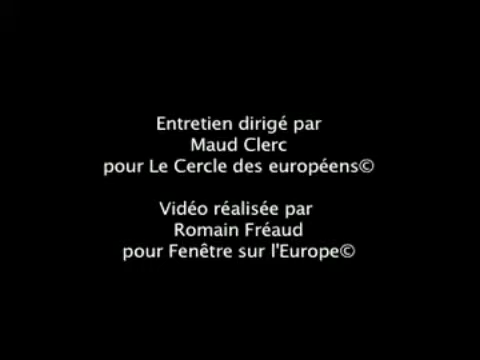 Entretien dirigé par
Maud Clerc
pour Le Cercle des européens©
Vidéo réalisée par
Romain Fréaud
pour Fenêtre sur l'Europe©